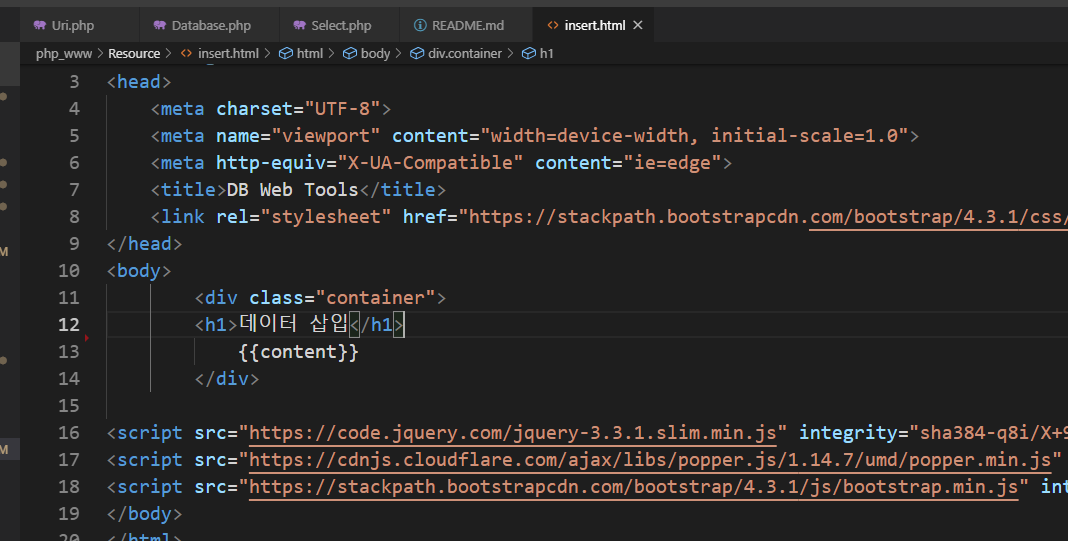 Uri.php Database.php Select.php README.md insert.html
php_www > Resource > insert.html > html > body > div.container > h1
3 <head>
4 <meta charset="UTF-8">
5 <meta name="viewport" content="width=device-width, initial-scale=1.0">
6 <meta http-equiv="X-UA-Compatible" content="ie=edge">
7 <title>DB Web Tools</title>
8 <link rel="stylesheet" href="https://stackpath.bootstrapcdn.com/bootstrap/4.3.1/css/
9 </head>
M
10 <body>
11 <div class="container">
12 <h1>데이터 삽입</h1>
13 {{content}}
14 </div>
15
16 <script src="https://code.jquery.com/jquery-3.3.1.slim.min.js" integrity="sha384-q8i/X+9
M
17 <script src="https://cdnjs.cloudflare.com/ajax/libs/popper.js/1.14.7/umd/popper.min.js"
18 <script src="https://stackpath.bootstrapcdn.com/bootstrap/4.3.1/js/bootstrap.min.js" int
19 </body>
20 </html>